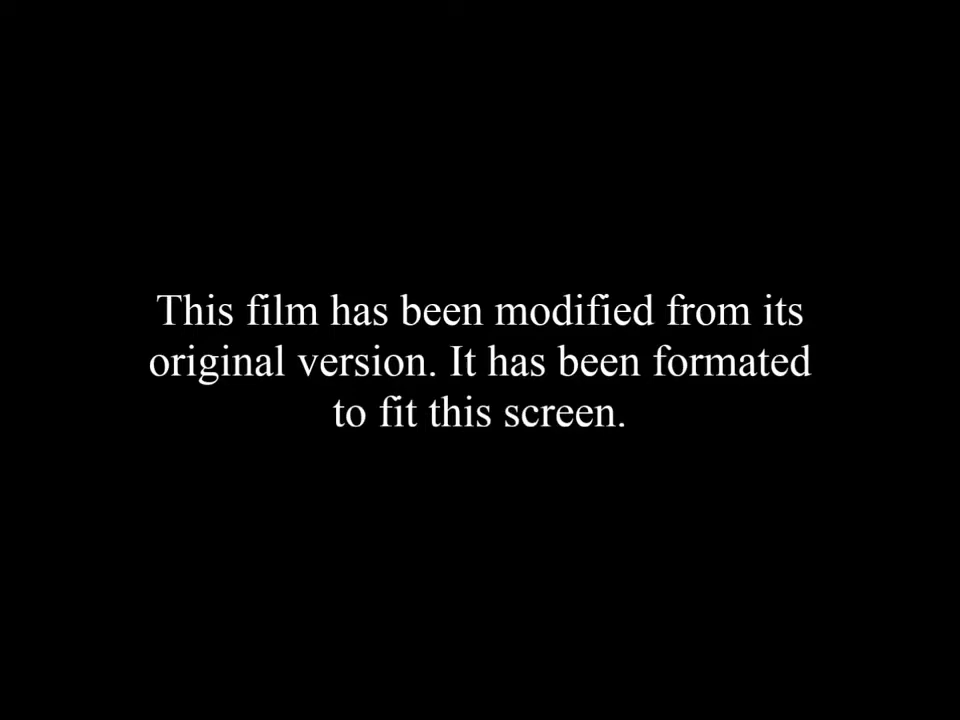 This film has been modified from its
original version. It has been formated
to fit this screen.